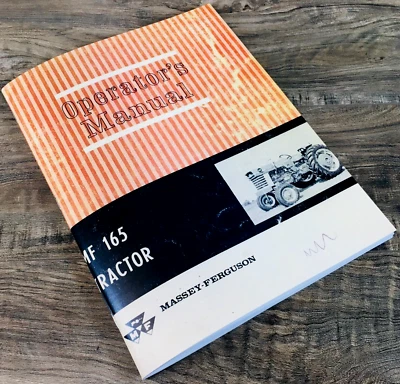 Operator's
Manual
MF 165
TRACTOR
MASSEY-FERGUSON